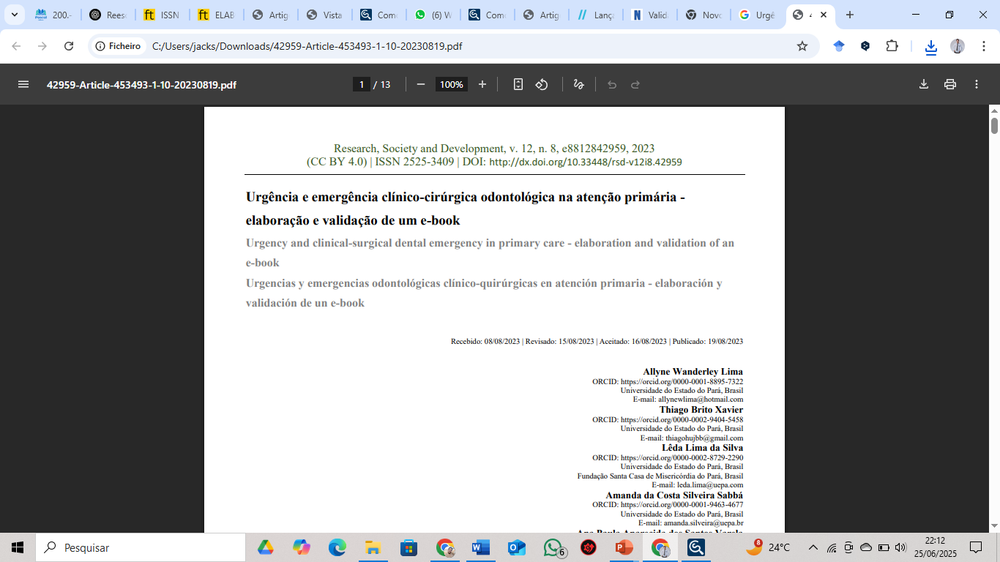 200.-
Rees
ISSN
ELAB
Artig
Vista
Com
(6) W
Com
Artig
Lança
Valid
Novo
Urgê
Ficheiro
C:/Users/jacks/Downloads/42959-Article-453493-1-10-20230819.pdf
42959-Article-453493-1-10-20230819.pdf
1 / 13
100%
Research, Society and Development, v. 12, n. 8, e8812842959, 2023
(CC BY 4.0) | ISSN 2525-3409 | DOI: http://dx.doi.org/10.33448/rsd-v12i8.42959
Urgência e emergência clínico-cirúrgica odontológica na atenção primária -
elaboração e validação de um e-book
Urgency and clinical-surgical dental emergency in primary care - elaboration and validation of an
e-book
Urgencias y emergencias odontológicas clínico-quirúrgicas en atención primaria - elaboración y
validación de un e-book
Recebido: 08/08/2023 | Revisado: 15/08/2023 | Aceitado: 16/08/2023 | Publicado: 19/08/2023
Allyne Wanderley Lima
ORCID: https://orcid.org/0000-0001-8895-7322
Universidade do Estado do Pará, Brasil
E-mail: allynewlima@hotmail.com
Thiago Brito Xavier
ORCID: https://orcid.org/0000-0002-9404-5458
Universidade do Estado do Pará, Brasil
E-mail: thiagohujbb@gmail.com
Lêda Lima da Silva
ORCID: https://orcid.org/0000-0002-8729-2290
Universidade do Estado do Pará, Brasil
Fundação Santa Casa de Misericórdia do Pará, Brasil
E-mail: leda.lima@uepa.com
Amanda da Costa Silveira Sabbá
ORCID: https://orcid.org/0000-0001-9463-4677
Universidade do Estado do Pará, Brasil
E-mail: amanda.silveira@uepa.br
Pesquisar
6
8
24°C
22:12
25/06/2025